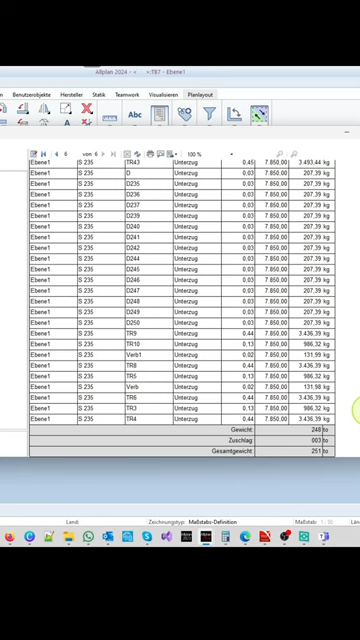 Allplan 2024 - < > : T87 - Ebene1
en Benutzerobjekte Hersteller Statik Teamwork Visualisieren Planlayout
Abc
6 von 6 100 %
Ebene1 S 235 TR43 Unterzug 0,45 7.850,00 3.493,44 kg
Ebene1 S 235 D Unterzug 0,03 7.850,00 207,39 kg
Ebene1 S 235 D235 Unterzug 0,03 7.850,00 207,39 kg
Ebene1 S 235 D236 Unterzug 0,03 7.850,00 207,39 kg
Ebene1 S 235 D237 Unterzug 0,03 7.850,00 207,39 kg
Ebene1 S 235 D239 Unterzug 0,03 7.850,00 207,39 kg
Ebene1 S 235 D240 Unterzug 0,03 7.850,00 207,39 kg
Ebene1 S 235 D241 Unterzug 0,03 7.850,00 207,39 kg
Ebene1 S 235 D242 Unterzug 0,03 7.850,00 207,39 kg
Ebene1 S 235 D244 Unterzug 0,03 7.850,00 207,39 kg
Ebene1 S 235 D245 Unterzug 0,03 7.850,00 207,39 kg
Ebene1 S 235 D246 Unterzug 0,03 7.850,00 207,39 kg
Ebene1 S 235 D247 Unterzug 0,03 7.850,00 207,39 kg
Ebene1 S 235 D248 Unterzug 0,03 7.850,00 207,39 kg
Ebene1 S 235 D249 Unterzug 0,03 7.850,00 207,39 kg
Ebene1 S 235 D250 Unterzug 0,03 7.850,00 207,39 kg
Ebene1 S 235 TR9 Unterzug 0,44 7.850,00 3.436,39 kg
Ebene1 S 235 TR10 Unterzug 0,13 7.850,00 986,32 kg
Ebene1 S 235 Verb1 Unterzug 0,02 7.850,00 131,99 kg
Ebene1 S 235 TR8 Unterzug 0,44 7.850,00 3.436,39 kg
Ebene1 S 235 TR5 Unterzug 0,13 7.850,00 986,32 kg
Ebene1 S 235 Verb Unterzug 0,02 7.850,00 131,98 kg
Ebene1 S 235 TR6 Unterzug 0,44 7.850,00 3.436,39 kg
Ebene1 S 235 TR3 Unterzug 0,13 7.850,00 986,32 kg
Ebene1 S 235 TR4 Unterzug 0,44 7.850,00 3.436,39 kg
Gewicht: 248 to
Zuschlag: 003 to
Gesamtgewicht: 251 to
Land: Zeichnungstyp: Maßstabs-Definition Maßstab: Län